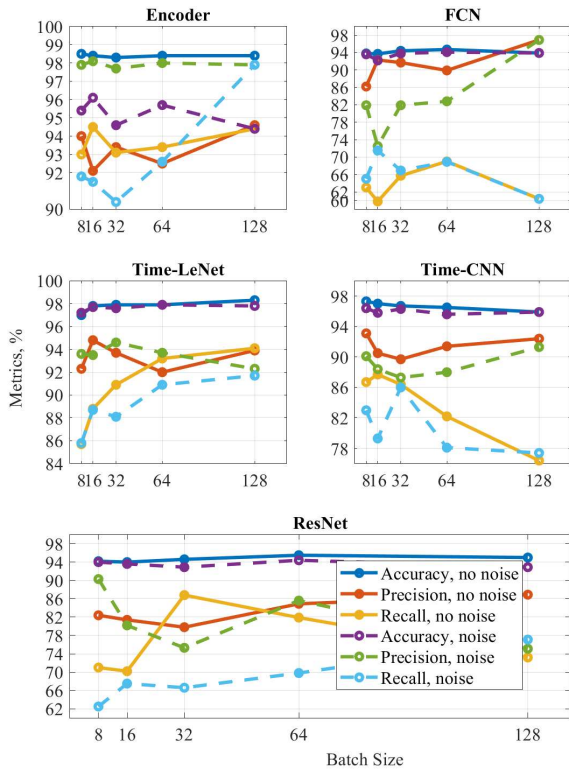 Encoder
100
99
98
97
96
95
94
93
92
90
8 16 32 64 128
FCN
100
98
94
90
86
82
78
74
70
66
62
60
8 16 32 64 128
Time-LeNet
100
98
96
94
92
90
88
86
84
8 16 32 64 128
Time-CNN
98
94
90
86
82
78
8 16 32 64 128
Metrics, %
ResNet
98
94
90
86
82
78
74
70
66
62
8 16 32 64 128
Accuracy, no noise
Precision, no noise
Recall, no noise
Accuracy, noise
Precision, noise
Recall, noise
Batch Size